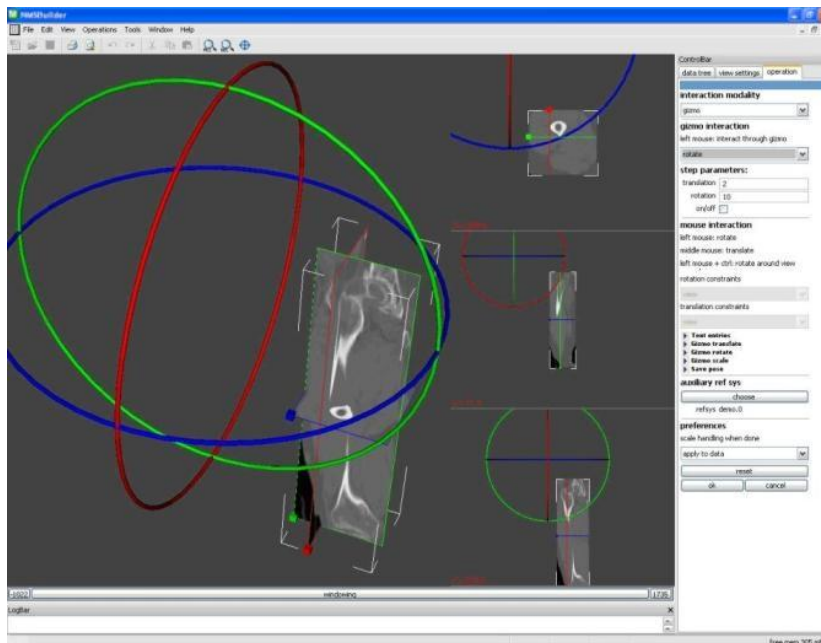 NMSBuilder
File Edit View Operations Tools Window Help
ControlBar
data tree view settings operation
interaction modality
gizmo
gizmo interaction
left mouse: interact through gizmo
rotate
step parameters:
translation 2
rotation 10
on/off
mouse interaction
left mouse: rotate
middle mouse: translate
left mouse + ctrl: rotate around view
rotation constraints
view
translation constraints
view
Text entries
Gizmo translate
Gizmo rotate
Gizmo scale
Save pose
auxiliary ref sys
choose
refsys demo.0
preferences
scale handling when done
apply to data
reset
ok cancel
-1022 windowing 1735
LogBar